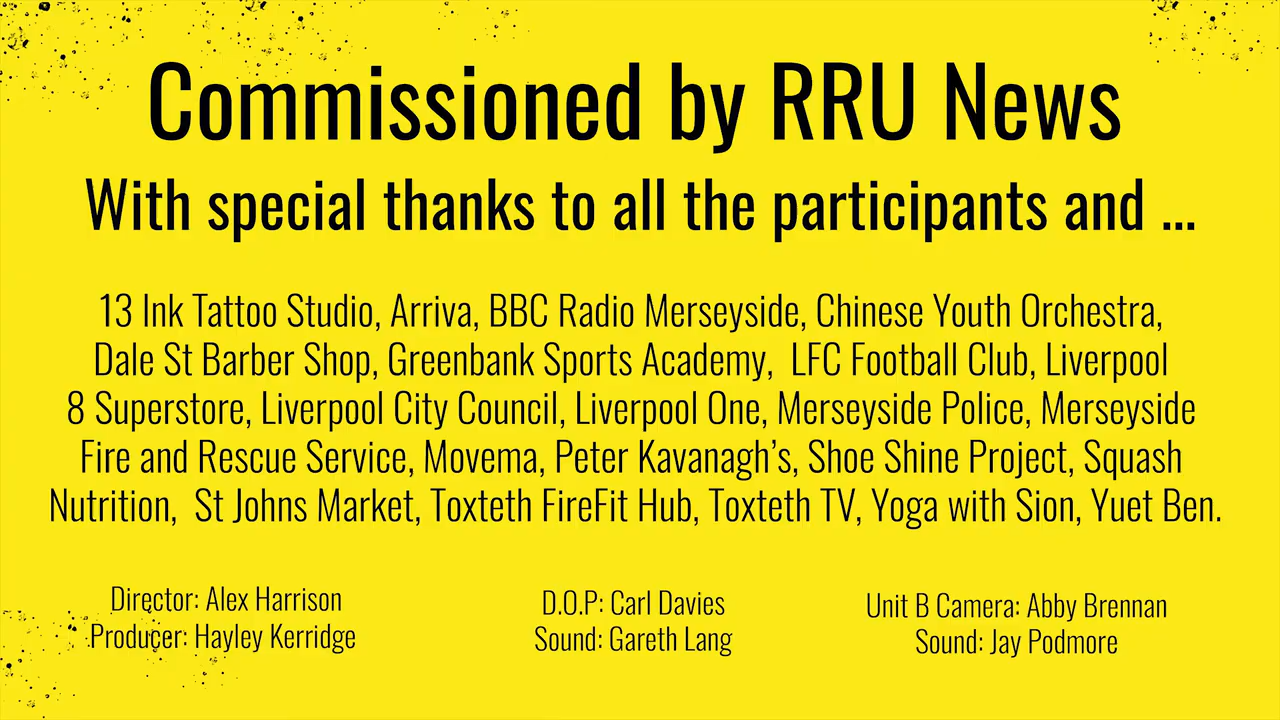 Commissioned by RRU News
With special thanks to all the participants and ...
13 Ink Tattoo Studio, Arriva, BBC Radio Merseyside, Chinese Youth Orchestra,
Dale St Barber Shop, Greenbank Sports Academy,  LFC Football Club, Liverpool
8 Superstore, Liverpool City Council, Liverpool One, Merseyside Police, Merseyside
Fire and Rescue Service, Movema, Peter Kavanagh’s, Shoe Shine Project, Squash
Nutrition,  St Johns Market, Toxteth FireFit Hub, Toxteth TV, Yoga with Sion, Yuet Ben.
Director: Alex Harrison
Producer: Hayley Kerridge
D.O.P: Carl Davies
Sound: Gareth Lang
Unit B Camera: Abby Brennan
Sound: Jay Podmore